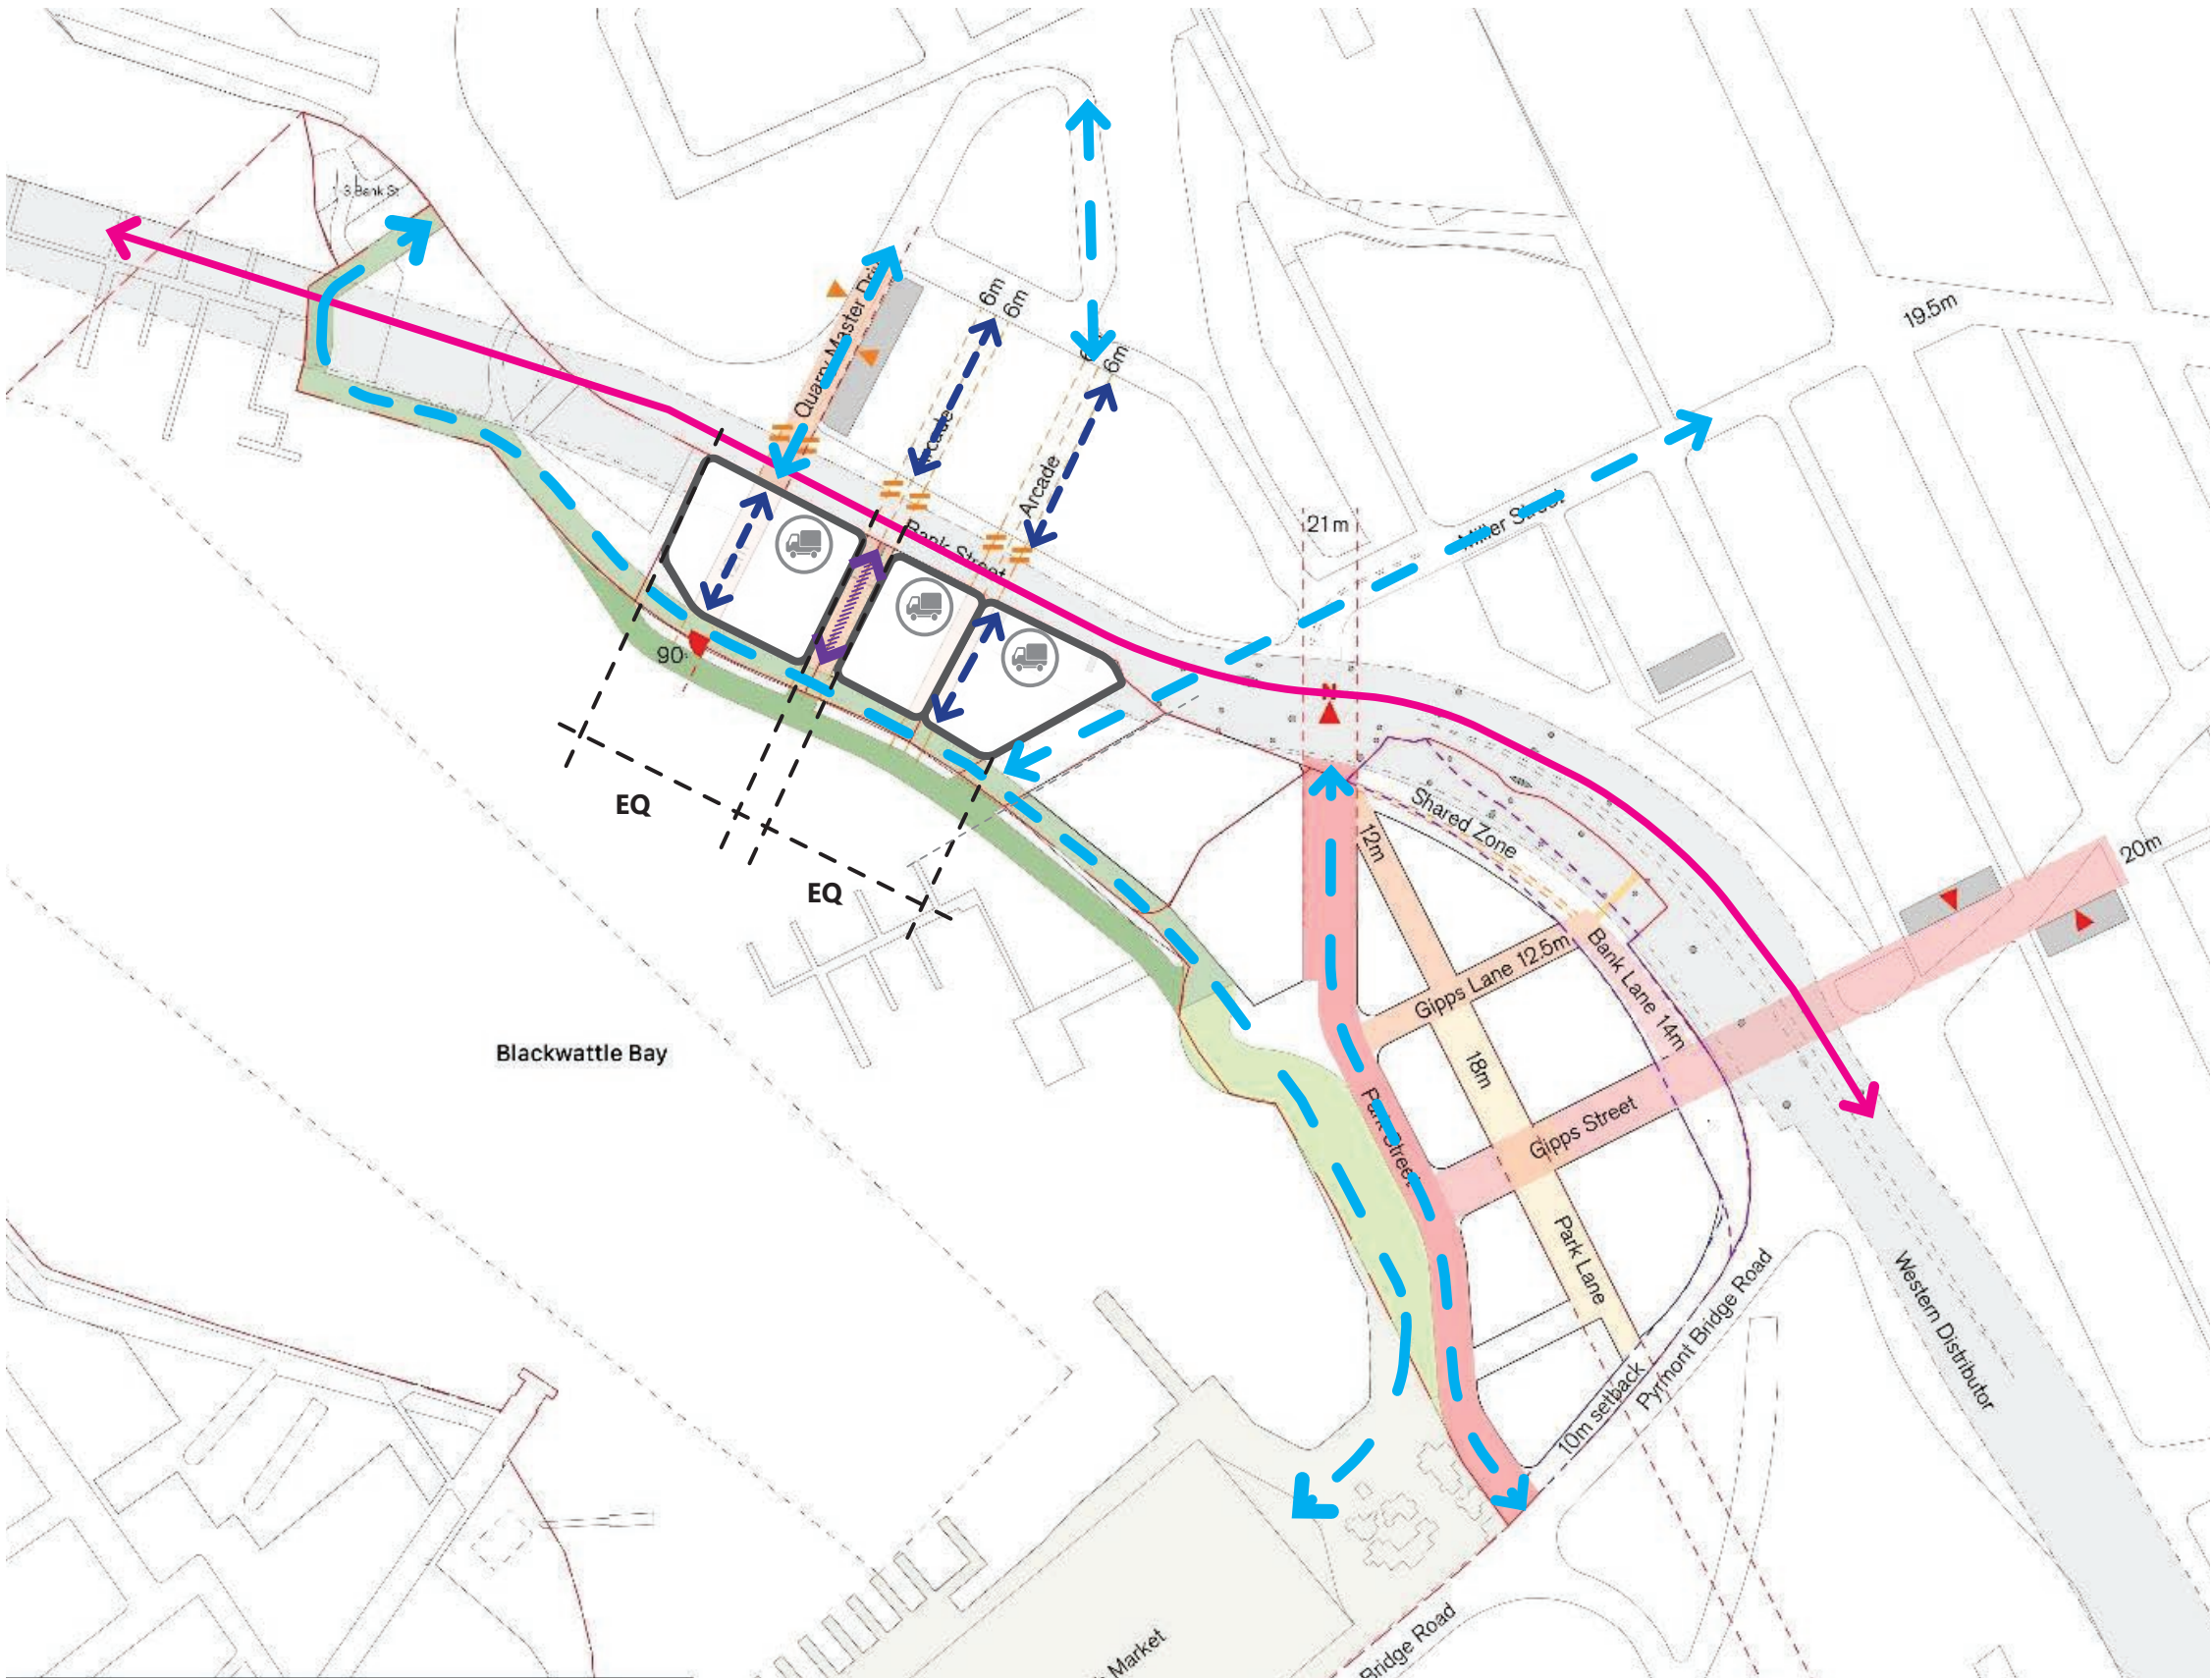 1-3 Bank St
Quarry Master Drive
6m
6m
6m
Arcade
Arcade
19.5m
Miller Street
21m
Bank Street
N
90
EQ
EQ
Shared Zone
12m
20m
Gipps Lane 12.5m
Bank Lane 14m
Blackwattle Bay
18m
Park Street
Gipps Street
Park Lane
Western Distributor
10m setback
Pyrmont Bridge Road
Market
Bridge Road